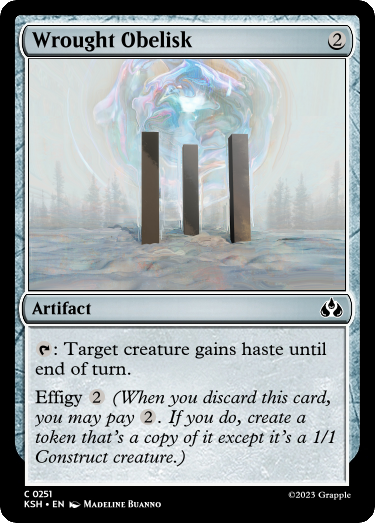 Wrought Obelisk 2
Artifact
: Target creature gains haste until
end of turn.
Effigy 2 (When you discard this card,
you may pay 2. If you do, create a
token that's a copy of it except it's a 1/1
Construct creature.)
C 0251
KSH • EN Madeline Buanno
©2023 Grapple